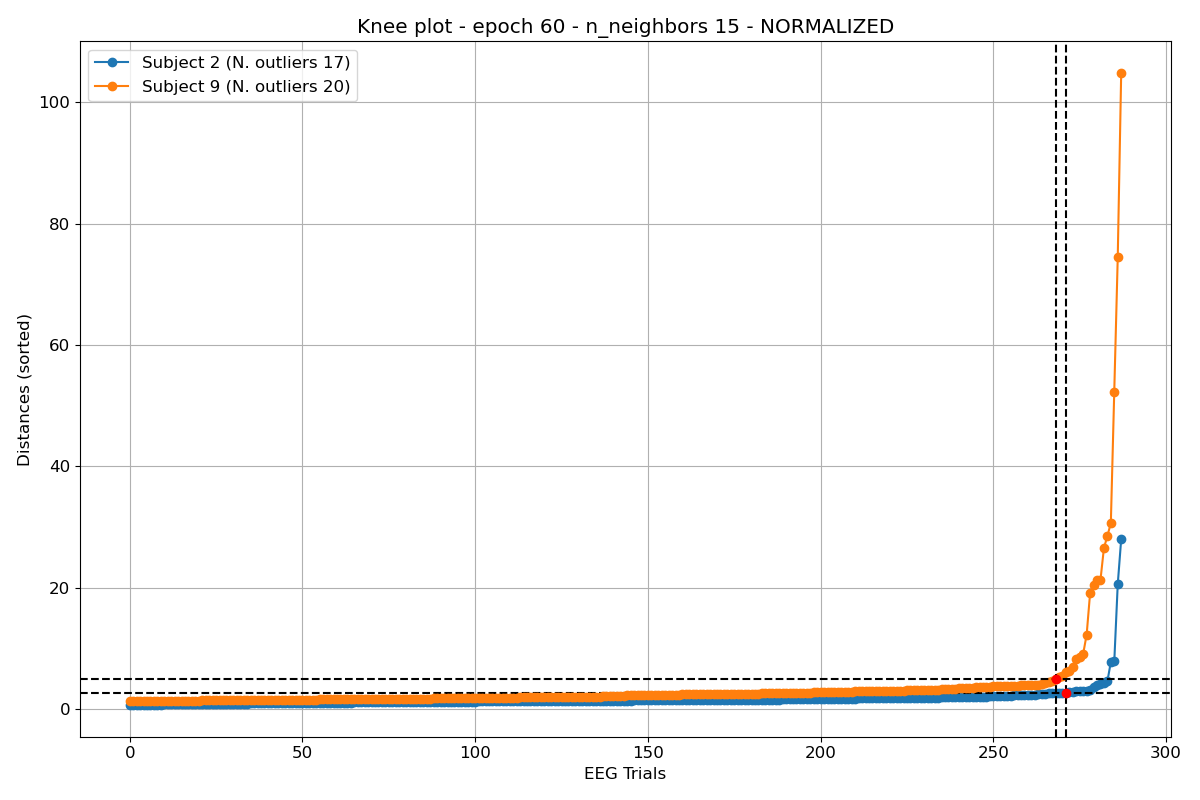 Knee plot - epoch 60 - n_neighbors 15 - NORMALIZED
Subject 2 (N. outliers 17)
Subject 9 (N. outliers 20)
100
80
60
40
20
0
Distances (sorted)
0 50 100 150 200 250 300
EEG Trials